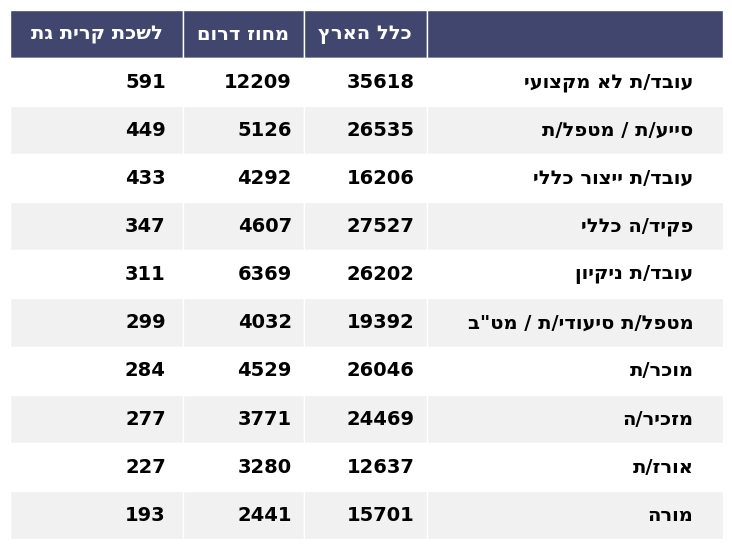 כלל הארץ מחוז דרום לשכת קרית גת
עובד/ת לא מקצועי 35618 12209 591
סייע/ת / מטפל/ת 26535 5126 449
עובד/ת ייצור כללי 16206 4292 433
פקיד/ה כללי 27527 4607 347
עובד/ת ניקיון 26202 6369 311
מטפל/ת סיעודי/ת / מט"ב 19392 4032 299
מוכר/ת 26046 4529 284
מזכיר/ה 24469 3771 277
אורז/ת 12637 3280 227
מורה 15701 2441 193